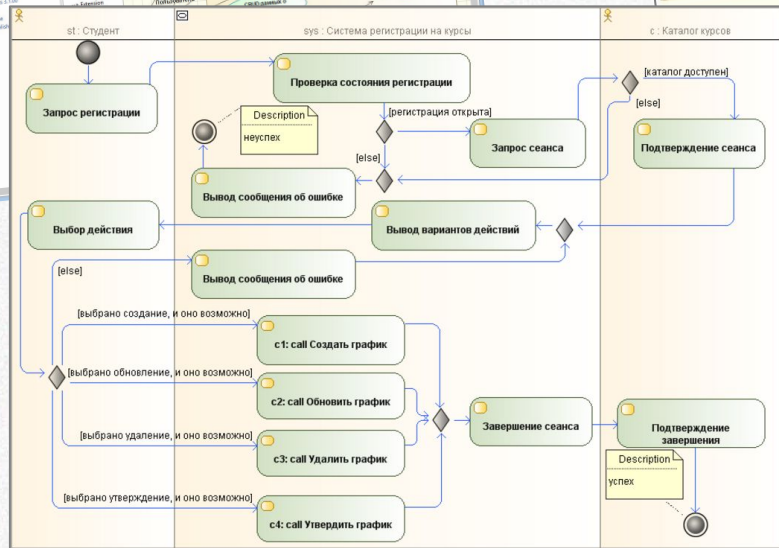 st : Студент
sys : Система регистрации на курсы
c : Каталог курсов
Запрос регистрации
Проверка состояния регистрации
[каталог доступен]
[else]
Description
неуспех
[регистрация открыта]
[else]
Запрос сеанса
Подтверждение сеанса
Вывод сообщения об ошибке
Выбор действия
Вывод вариантов действий
[else]
Вывод сообщения об ошибке
[выбрано создание, и оно возможно]
c1: call Создать график
[выбрано обновление, и оно возможно]
c2: call Обновить график
Завершение сеанса
Подтверждение
завершения
[выбрано удаление, и оно возможно]
c3: call Удалить график
Description
успех
[выбрано утверждение, и оно возможно]
c4: call Утвердить график